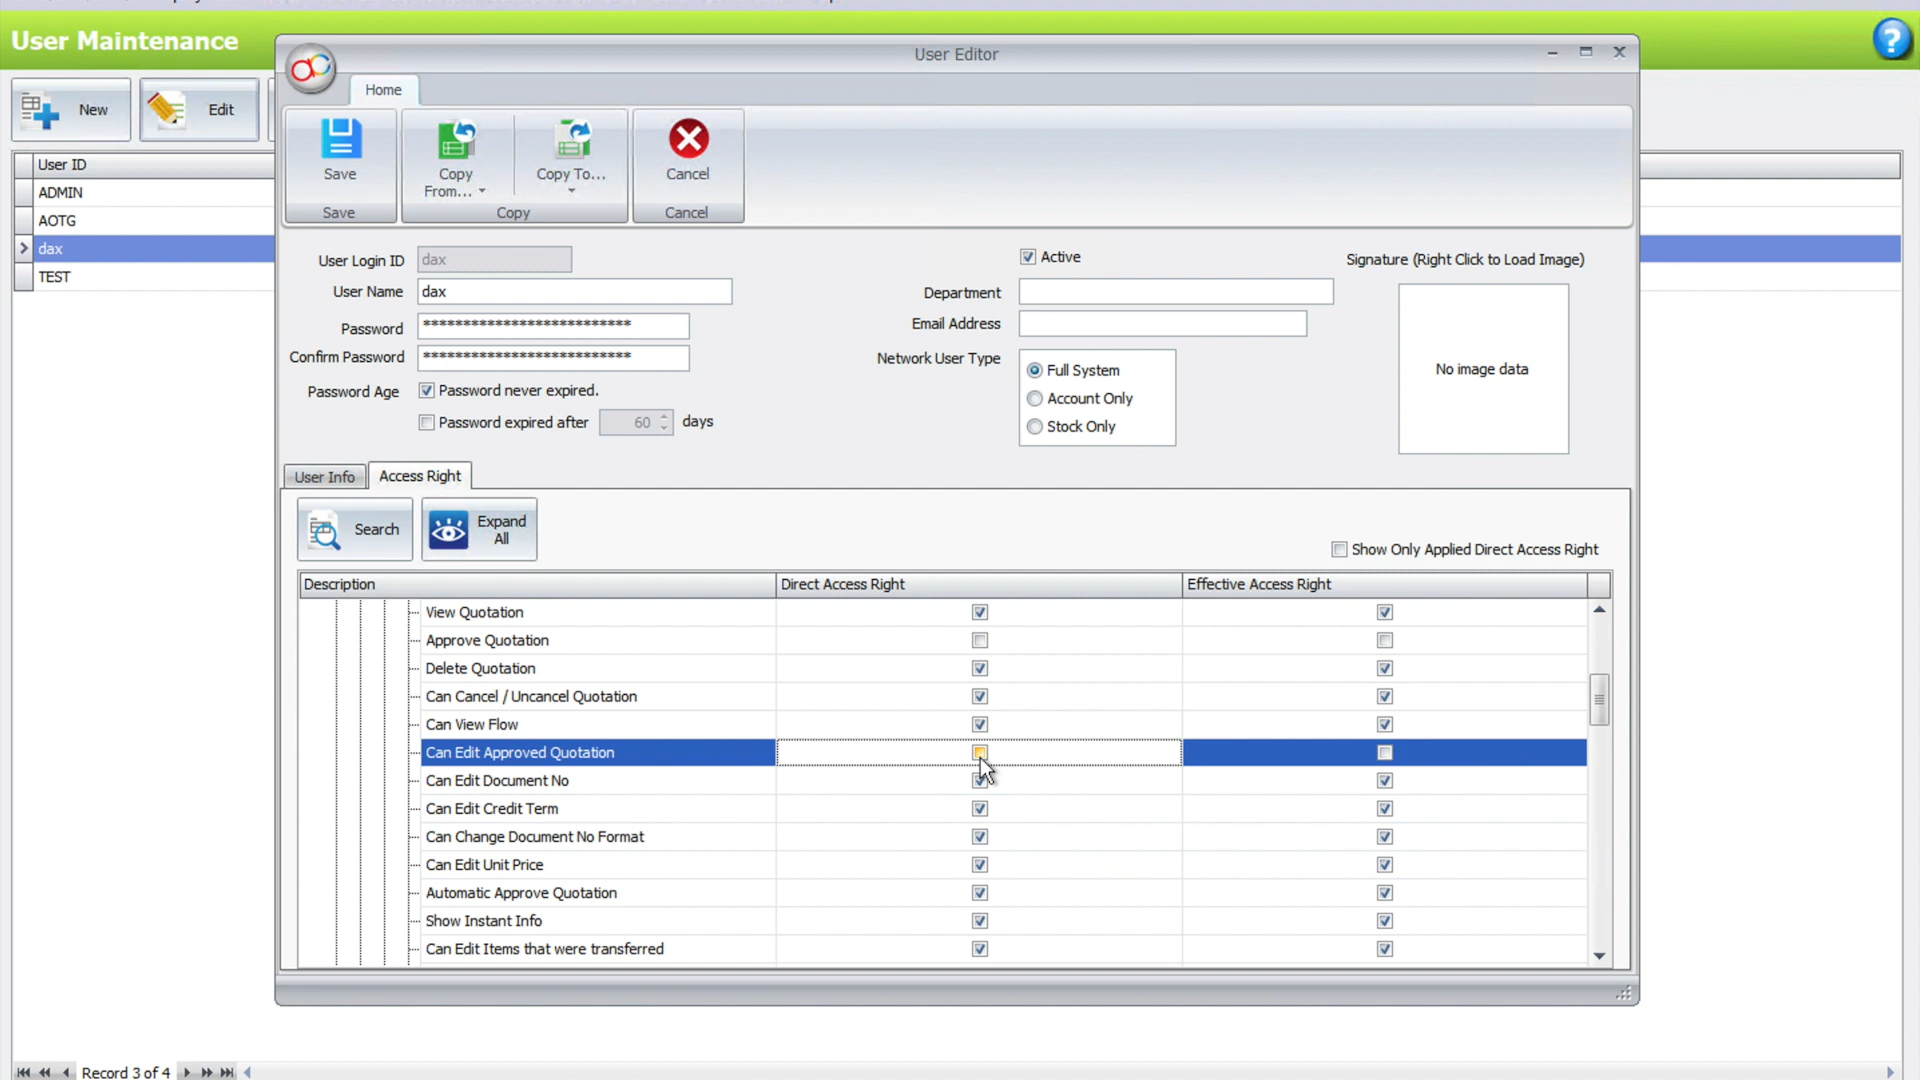 User Maintenance
User Editor
?
Home
New
Edit
Save
Copy From...
Copy To...
Cancel
Save
Copy
Cancel
User ID
ADMIN
AOTG
dax
TEST
User Login ID
dax
Active
Signature (Right Click to Load Image)
User Name
dax
Department
Password
**************************
Email Address
Confirm Password
**************************
Network User Type
Full System
No image data
Password Age
Password never expired.
Account Only
Password expired after
60
days
Stock Only
User Info
Access Right
Search
Expand All
Show Only Applied Direct Access Right
Description
Direct Access Right
Effective Access Right
View Quotation
Approve Quotation
Delete Quotation
Can Cancel / Uncancel Quotation
Can View Flow
Can Edit Approved Quotation
Can Edit Document No
Can Edit Credit Term
Can Change Document No Format
Can Edit Unit Price
Automatic Approve Quotation
Show Instant Info
Can Edit Items that were transferred
Record 3 of 4